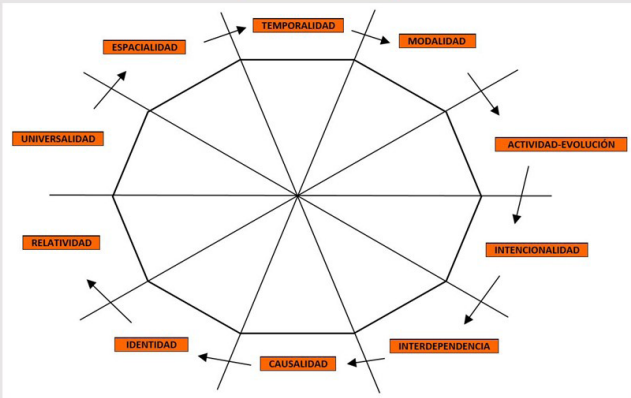 TEMPORALIDAD
MODALIDAD
ACTIVIDAD-EVOLUCIÓN
INTENCIONALIDAD
INTERDEPENDENCIA
CAUSALIDAD
IDENTIDAD
RELATIVIDAD
UNIVERSALIDAD
ESPACIALIDAD